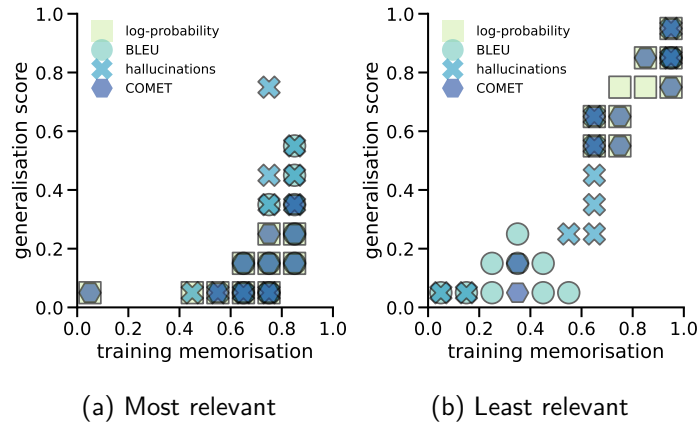 1.0
0.8
0.6
0.4
0.2
0.0
generalisation score
log-probability
BLEU
hallucinations
COMET
0.0 0.2 0.4 0.6 0.8 1.0
training memorisation
(a) Most relevant
1.0
0.8
0.6
0.4
0.2
0.0
generalisation score
log-probability
BLEU
hallucinations
COMET
0.0 0.2 0.4 0.6 0.8 1.0
training memorisation
(b) Least relevant